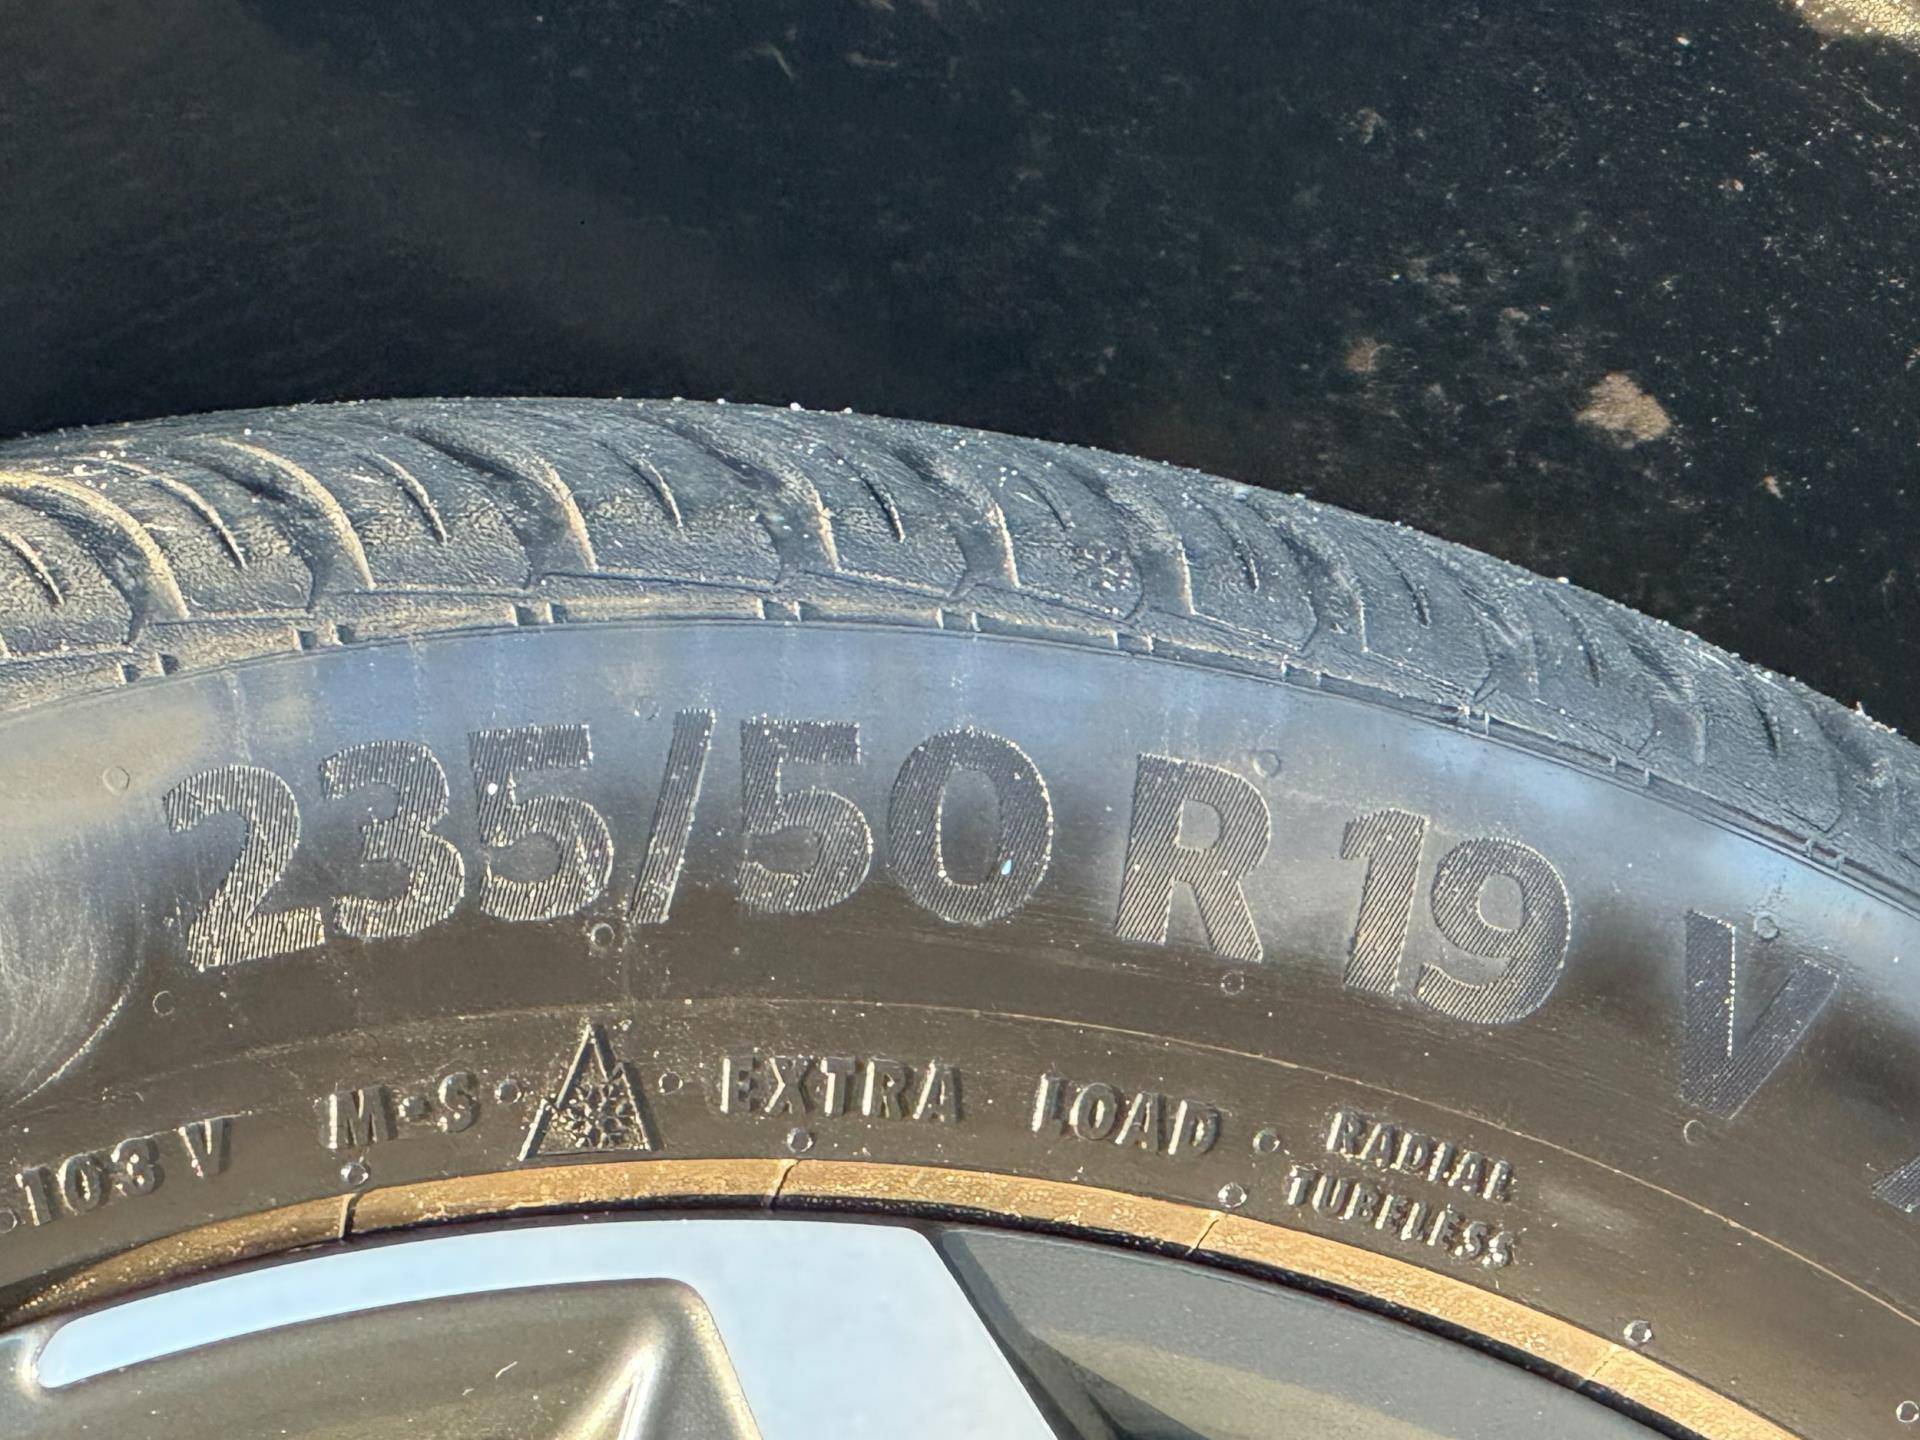 235/50 R 19 V
103 V M+S EXTRA LOAD RADIAL
TUBELESS